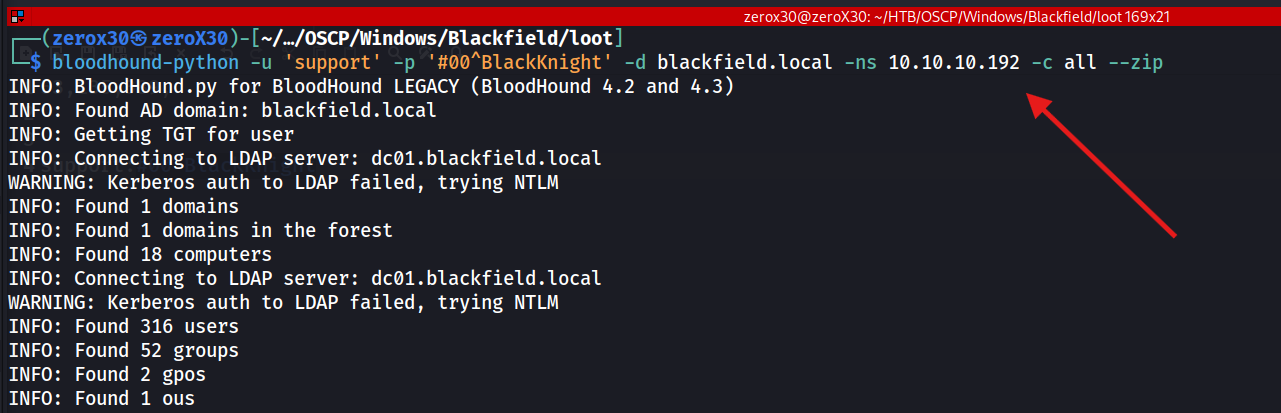 zerox30@zeroX30: ~/HTB/OSCP/Windows/Blackfield/loot 169x21
┌──(zerox30㉿zeroX30)-[~/…/OSCP/Windows/Blackfield/loot]
└─$ bloodhound-python -u 'support' -p '#00^BlackKnight' -d blackfield.local -ns 10.10.10.192 -c all --zip
INFO: BloodHound.py for BloodHound LEGACY (BloodHound 4.2 and 4.3)
INFO: Found AD domain: blackfield.local
INFO: Getting TGT for user
INFO: Connecting to LDAP server: dc01.blackfield.local
WARNING: Kerberos auth to LDAP failed, trying NTLM
INFO: Found 1 domains
INFO: Found 1 domains in the forest
INFO: Found 18 computers
INFO: Connecting to LDAP server: dc01.blackfield.local
WARNING: Kerberos auth to LDAP failed, trying NTLM
INFO: Found 316 users
INFO: Found 52 groups
INFO: Found 2 gpos
INFO: Found 1 ous